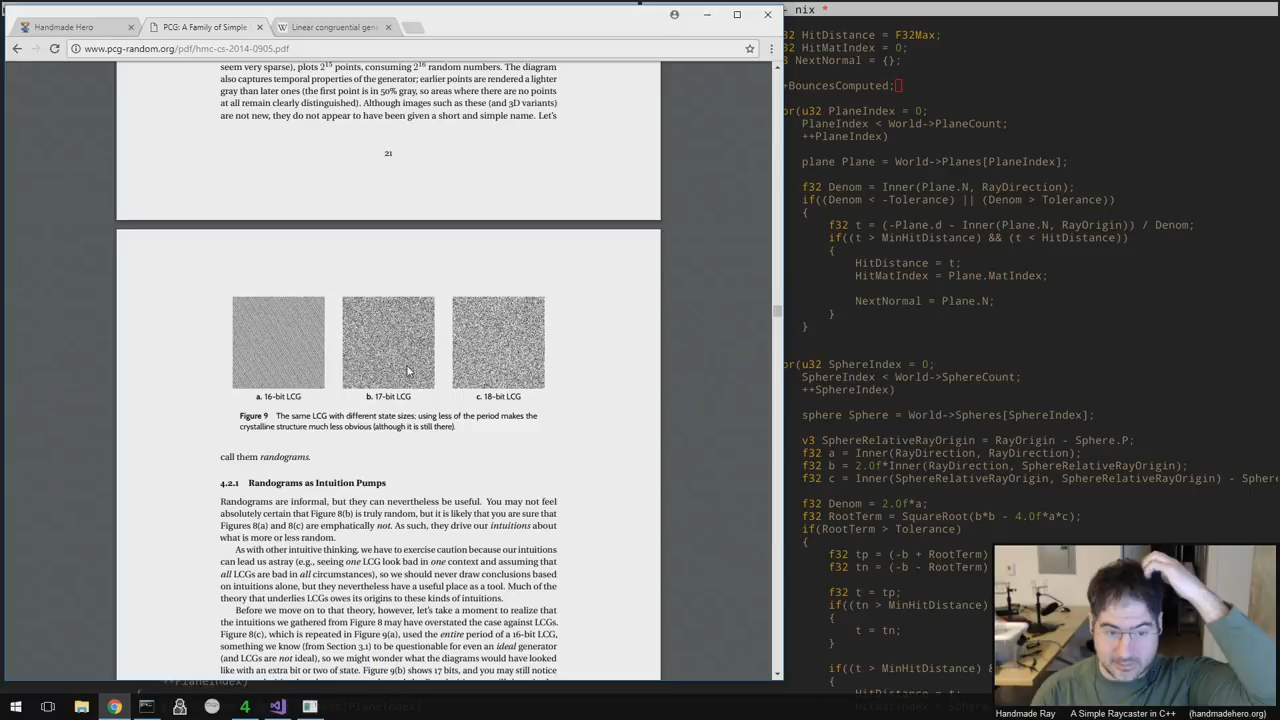 Handmade Hero
PCG: A Family of Simple
Linear congruential gene
- nix *
www.pcg-random.org/pdf/hmc-cs-2014-0905.pdf
seem very sparse), plots 2¹⁵ points, consuming 2¹⁶ random numbers. The diagram
also captures temporal properties of the generator; earlier points are rendered a lighter
gray than later ones (the first point is in 50% gray, so areas where there are no points
at all remain clearly distinguished). Although images such as these (and 3D variants)
are not new, they do not appear to have been given a short and simple name. Let's
21
a. 16-bit LCG
b. 17-bit LCG
c. 18-bit LCG
Figure 9 The same LCG with different state sizes; using less of the period makes the
crystalline structure much less obvious (although it is still there).
call them randograms.
4.2.1 Randograms as Intuition Pumps
Randograms are informal, but they can nevertheless be useful. You may not feel
absolutely certain that Figure 8(b) is truly random, but it is likely that you are sure that
Figures 8(a) and 8(c) are emphatically not. As such, they drive our intuitions about
what is more or less random.
As with other intuitive thinking, we have to exercise caution because our intuitions
can lead us astray (e.g., seeing one LCG look bad in one context and assuming that
all LCGs are bad in all circumstances), so we should never draw conclusions based
on intuitions alone, but they nevertheless have a useful place as a tool. Much of the
theory that underlies LCGs owes its origins to these kinds of intuitions.
Before we move on to that theory, however, let's take a moment to realize that
the intuitions we gathered from Figure 8 may have overstated the case against LCGs.
Figure 8(c), which is repeated in Figure 9(a), used the entire period of a 16-bit LCG,
something we know (from Section 3.1) to be questionable for even an ideal generator
(and LCGs are not ideal), so we might wonder what the diagrams would have looked
like with an extra bit or two of state. Figure 9(b) shows 17 bits, and you may still notice
32 HitDistance = F32Max;
32 HitMatIndex = 0;
3 NextNormal = {};
+BouncesComputed;
or(u32 PlaneIndex = 0;
PlaneIndex < World->PlaneCount;
++PlaneIndex)
plane Plane = World->Planes[PlaneIndex];
f32 Denom = Inner(Plane.N, RayDirection);
if((Denom < -Tolerance) || (Denom > Tolerance))
{
f32 t = (-Plane.d - Inner(Plane.N, RayOrigin)) / Denom;
if((t > MinHitDistance) && (t < HitDistance))
{
HitDistance = t;
HitMatIndex = Plane.MatIndex;
NextNormal = Plane.N;
}
}
or(u32 SphereIndex = 0;
SphereIndex < World->SphereCount;
++SphereIndex)
sphere Sphere = World->Spheres[SphereIndex];
v3 SphereRelativeRayOrigin = RayOrigin - Sphere.P;
f32 a = Inner(RayDirection, RayDirection);
f32 b = 2.0f*Inner(RayDirection, SphereRelativeRayOrigin);
f32 c = Inner(SphereRelativeRayOrigin, SphereRelativeRayOrigin) - Spher
f32 Denom = 2.0f*a;
f32 RootTerm = SquareRoot(b*b - 4.0f*a*c);
if(RootTerm > Tolerance)
{
f32 tp = (-b + RootTerm)
f32 tn = (-b - RootTerm)
f32 t = tp;
if((tn > MinHitDistance)
{
t = tn;
}
if((t > MinHitDistance) &
{
++PlaneIndex)
Handmade Ray
A Simple Raycaster in C++
(handmadehero.org)